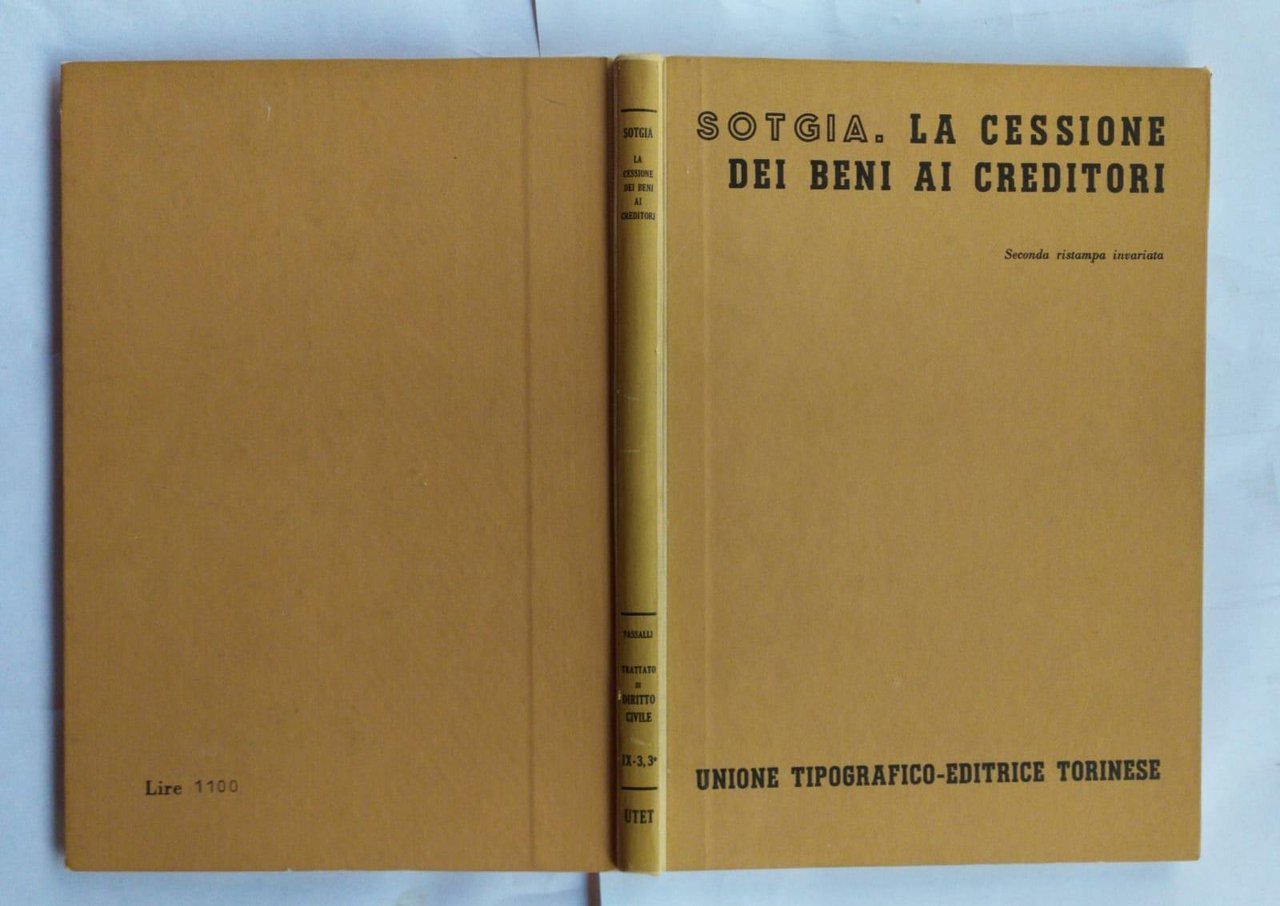 Lire 1100
SOTGIA
LA
CESSIONE
DEI BENI
AI
CREDITORI
VASSALLI
TRATTATO
DI
DIRITTO
CIVILE
IX-3, 3º
UTET
SOTGIA. LA CESSIONE
DEI BENI AI CREDITORI
Seconda ristampa invariata
UNIONE TIPOGRAFICO-EDITRICE TORINESE